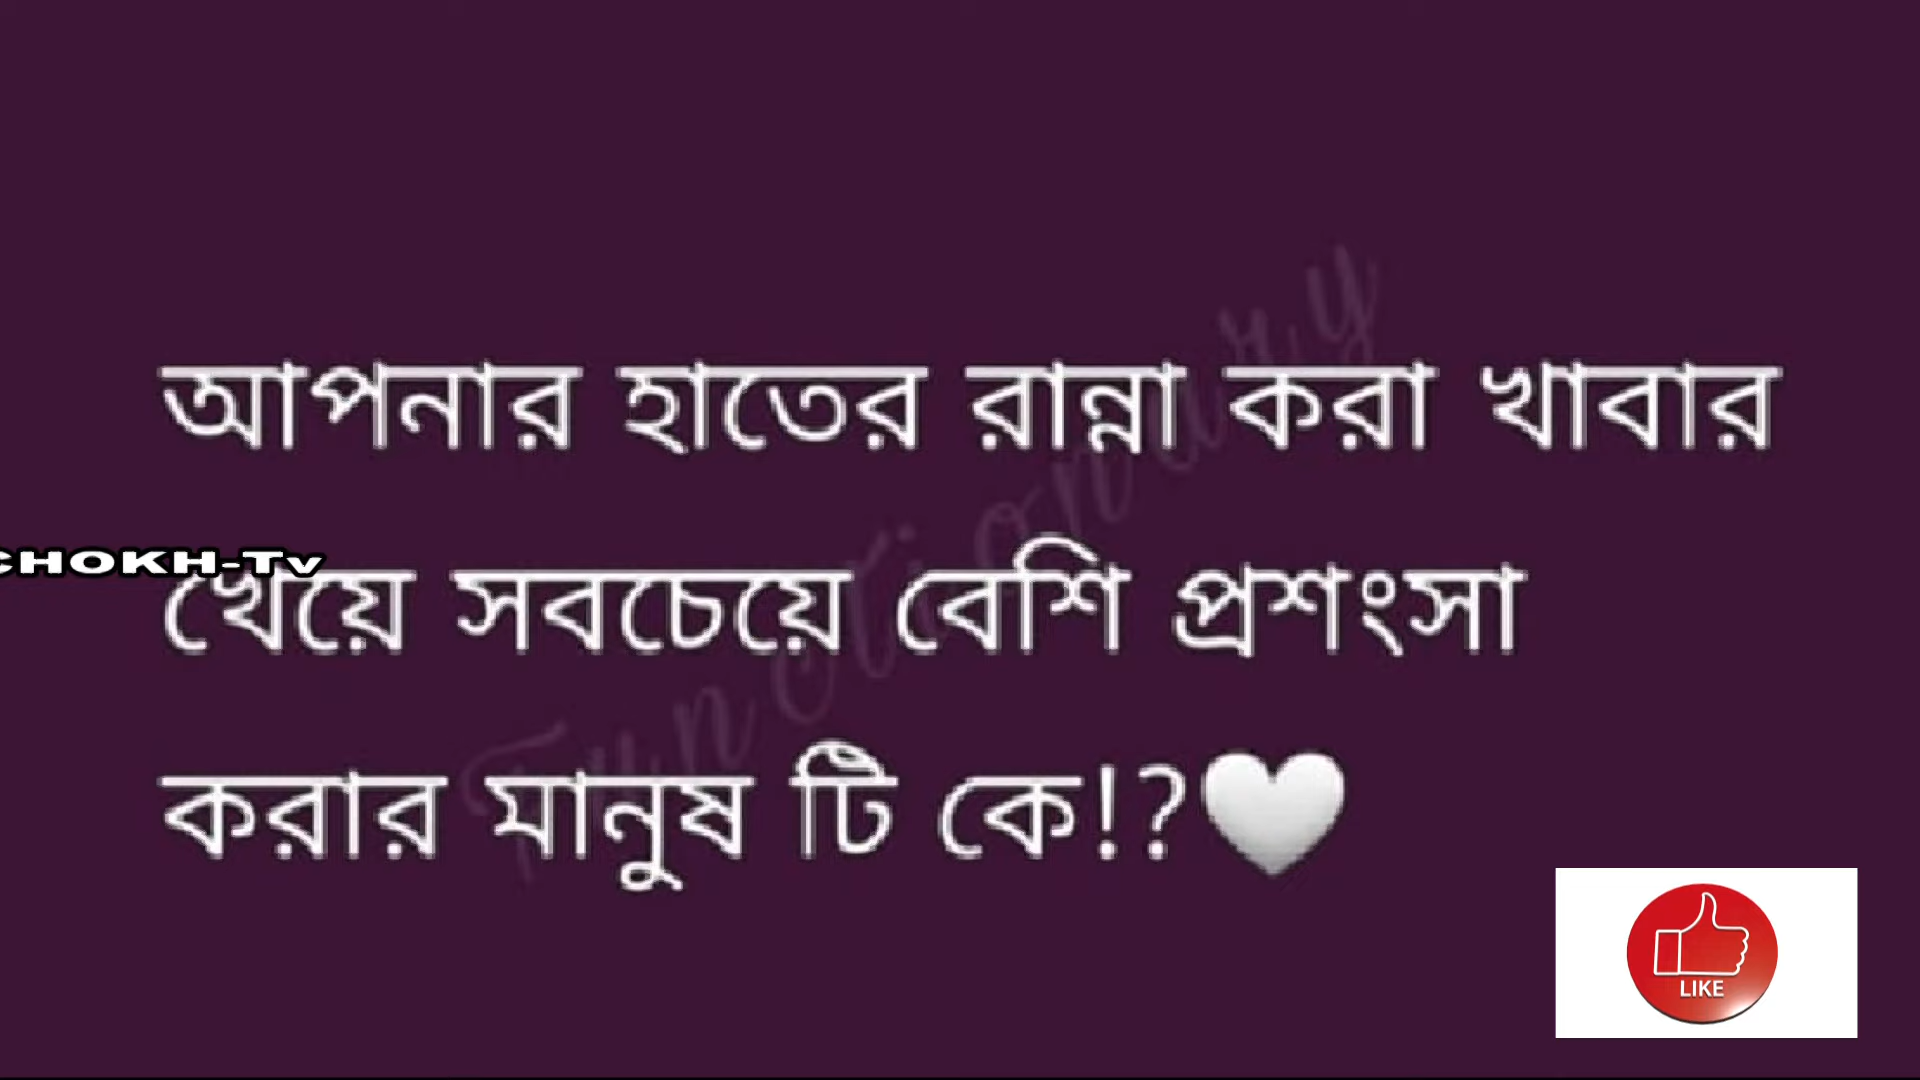 আপনার হাতের রান্না করা খাবার
CHOKH-Tv
খেয়ে সবচেয়ে বেশি প্রশংসা
করার মানুষ টি কে!?🤍
LIKE